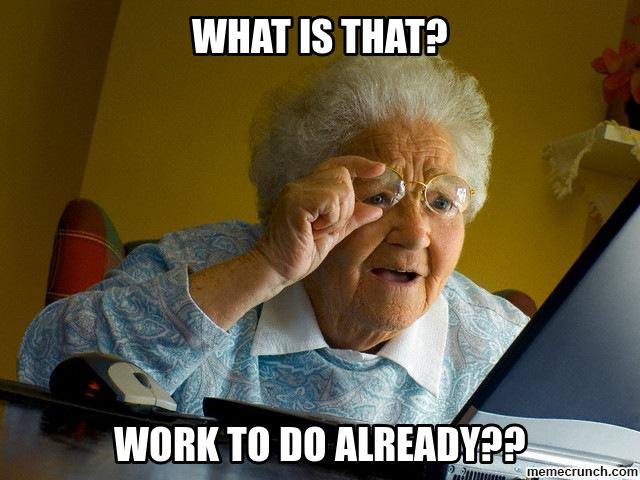 WHAT IS THAT?
WORK TO DO ALREADY??
memecrunch.com